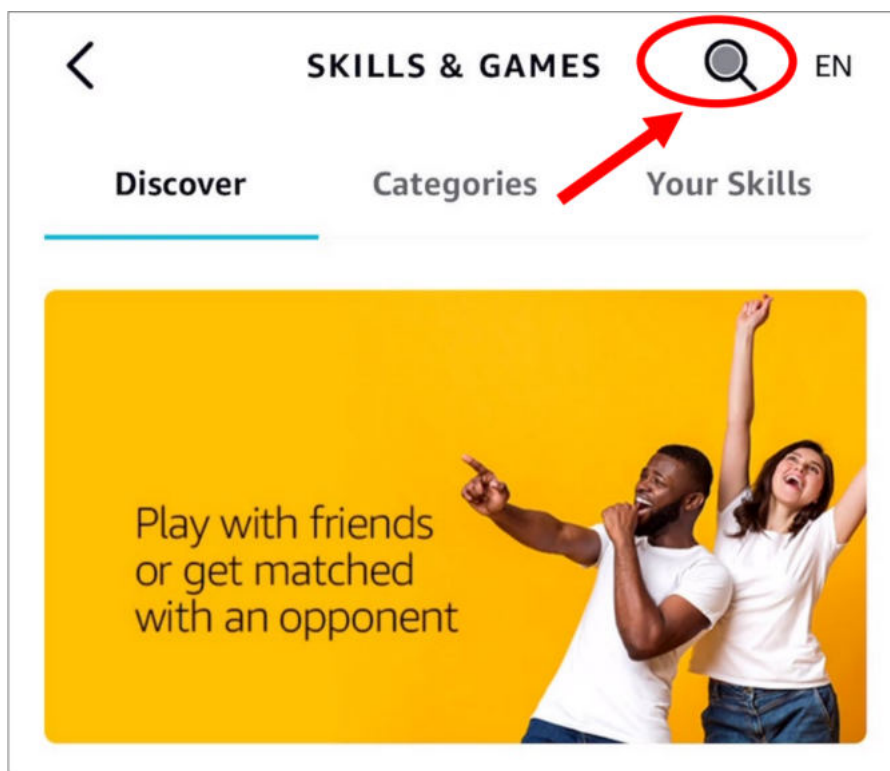 SKILLS & GAMES EN
Discover Categories Your Skills
Play with friends
or get matched
with an opponent